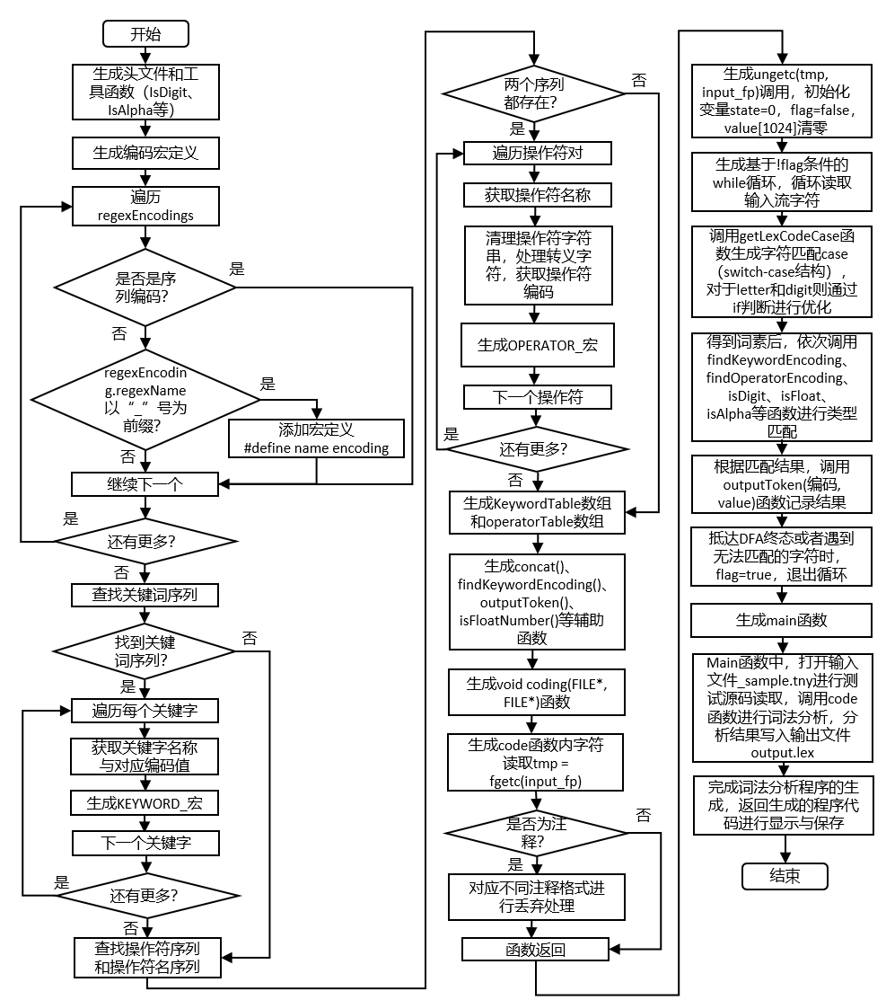 开始
生成头文件和工
具函数（IsDigit、
IsAlpha等）
生成编码宏定义
遍历
regexEncodings
是否是序
列编码？
是
否
regexEncodin
g.regexName
以“_”号为
前缀？
是
添加宏定义
#define name encoding
否
继续下一个
是
还有更多？
否
查找关键词序列
找到关键
词序列？
否
是
遍历每个关键字
获取关键字名称
与对应编码值
生成KEYWORD_宏
下一个关键字
是
还有更多？
否
查找操作符序列
和操作符名序列
两个序列
都存在？
否
是
遍历操作符对
获取操作符名称
清理操作符字符
串，处理转义字
符，获取操作符
编码
生成OPERATOR_宏
下一个操作符
是
还有更多？
否
生成KeywordTable数组
和operatorTable数组
生成concat()、
findKeywordEncoding()、
outputToken()、
isFloatNumber()等辅助
函数
生成void coding(FILE*,
FILE*)函数
生成code函数内字符
读取tmp =
fgetc(input_fp)
是否为注
释？
否
是
对应不同注释格式进
行丢弃处理
函数返回
生成ungetc(tmp,
input_fp)调用，初始化
变量state=0，flag=false，
value[1024]清零
生成基于!flag条件的
while循环，循环读取
输入流字符
调用getLexCodeCase函
数生成字符匹配case
（switch-case结构），
对于letter和digit则通过
if判断进行优化
得到词素后，依次调用
findKeywordEncoding、
findOperatorEncoding、
isDigit、isFloat、
isAlpha等函数进行类型
匹配
根据匹配结果，调用
outputToken(编码,
value)函数记录结果
抵达DFA终态或者遇到
无法匹配的字符时，
flag=true，退出循环
生成main函数
Main函数中，打开输入
文件_sample.tny进行测
试源码读取，调用code
函数进行词法分析，分
析结果写入输出文件
output.lex
完成词法分析程序的生
成，返回生成的程序代
码进行显示与保存
结束